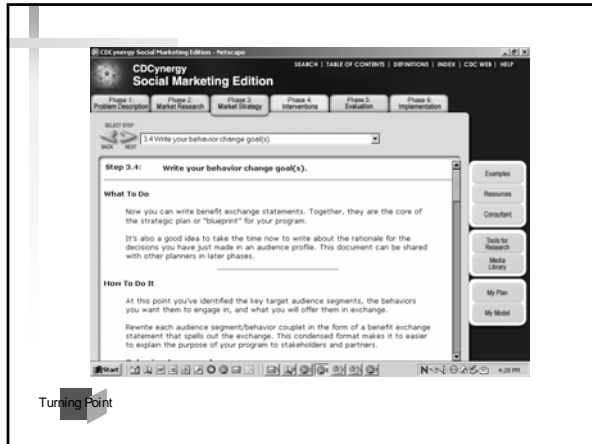 CDCynergy Social Marketing Edition - Netscape
CDCynergy
Social Marketing Edition
SEARCH | TABLE OF CONTENTS | DEFINITIONS | INDEX | CDC WEB | HELP
Phase 1: Problem Description
Phase 2: Market Research
Phase 3: Market Strategy
Phase 4: Interventions
Phase 5: Evaluation
Phase 6: Implementation
SELECT STEP
BACK NEXT
3.4 Write your behavior change goal(s)
Step 3.4: Write your behavior change goal(s).
What To Do
Now you can write benefit exchange statements. Together, they are the core of
the strategic plan or "blueprint" for your program.
It's also a good idea to take the time now to write about the rationale for the
decisions you have just made in an audience profile. This document can be shared
with other planners in later phases.
How To Do It
At this point you've identified the key target audience segments, the behaviors
you want them to engage in, and what you will offer them in exchange.
Rewrite each audience segment/behavior couplet in the form of a benefit exchange
statement that spells out the exchange. This condensed format makes it to easier
to explain the purpose of your program to stakeholders and partners.
Examples
Resources
Consultant
Tools for
Research
Media
Library
My Plan
My Model
Start
4:28 PM
Turning Point